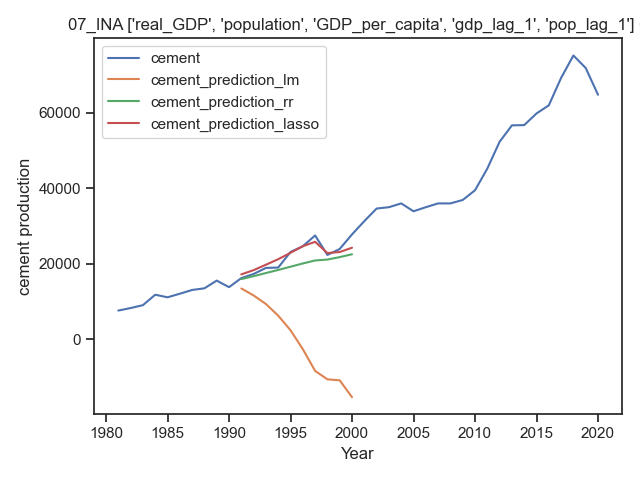 07_INA ['real_GDP', 'population', 'GDP_per_capita', 'gdp_lag_1', 'pop_lag_1']
cement
cement_prediction_lm
cement_prediction_rr
cement_prediction_lasso
cement production
60000
40000
20000
0
1980 1985 1990 1995 2000 2005 2010 2015 2020
Year